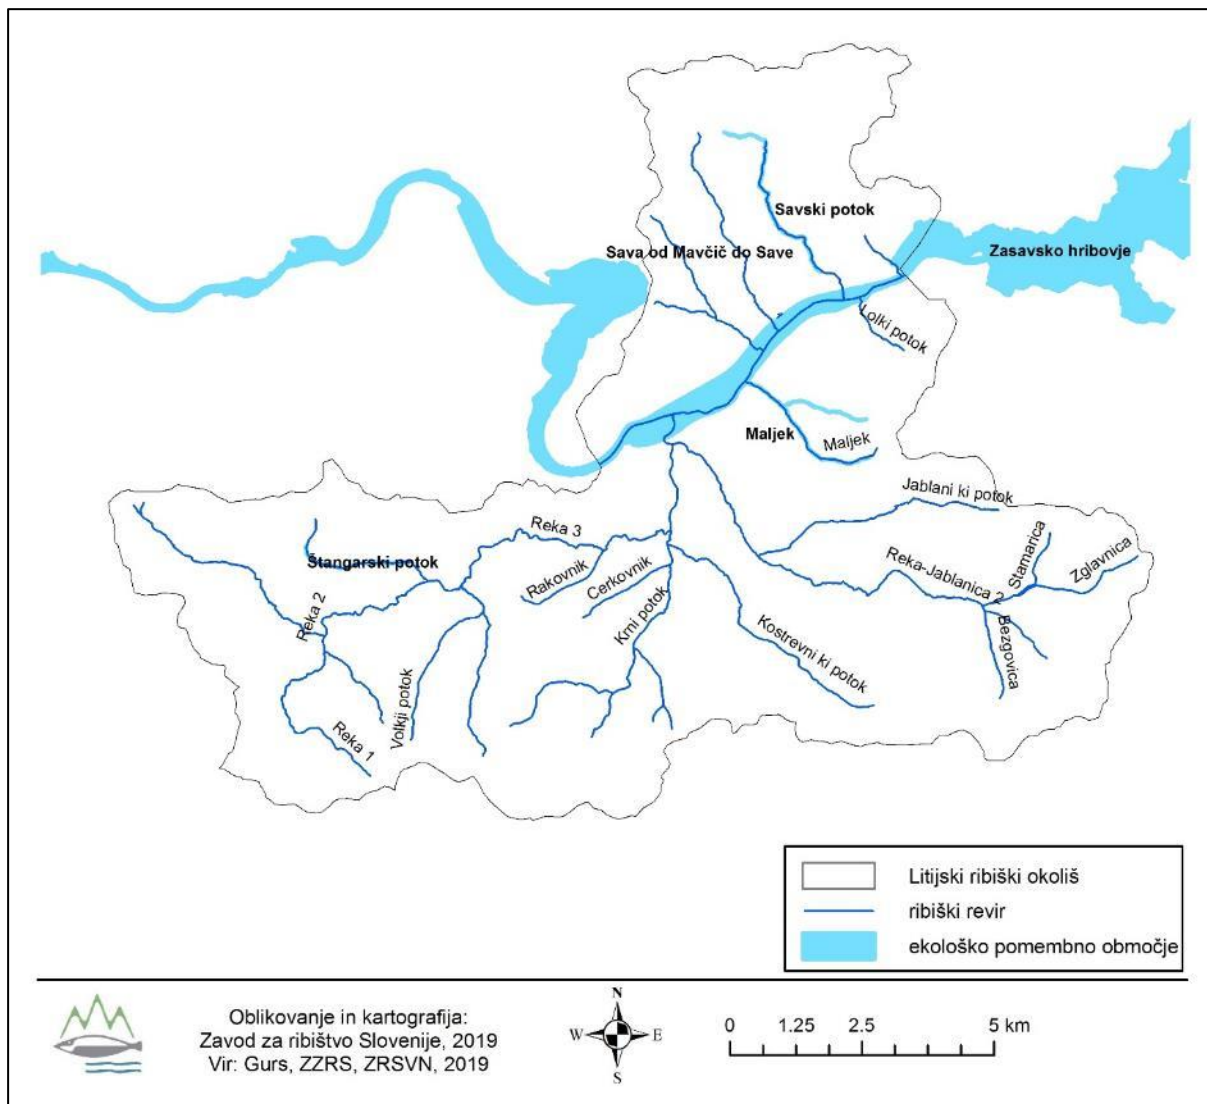 Savski potok
Sava od Mavčič do Save
Zasavsko hribovje
Lolki potok
Maljek
Maljek
Jablani ki potok
Reka 3
Štangarski potok
Rakovnik
Cerkovnik
Reka-Jablanica 2
Stamarica
Zglavnica
Reka 2
Krni potok
Kostrevni ki potok
Bezgovica
Volkji potok
Reka 1
Litijski ribiški okoliš
ribiški revir
ekološko pomembno območje
Oblikovanje in kartografija:
Zavod za ribištvo Slovenije, 2019
Vir: Gurs, ZZRS, ZRSVN, 2019
N
W E
S
0 1.25 2.5 5 km